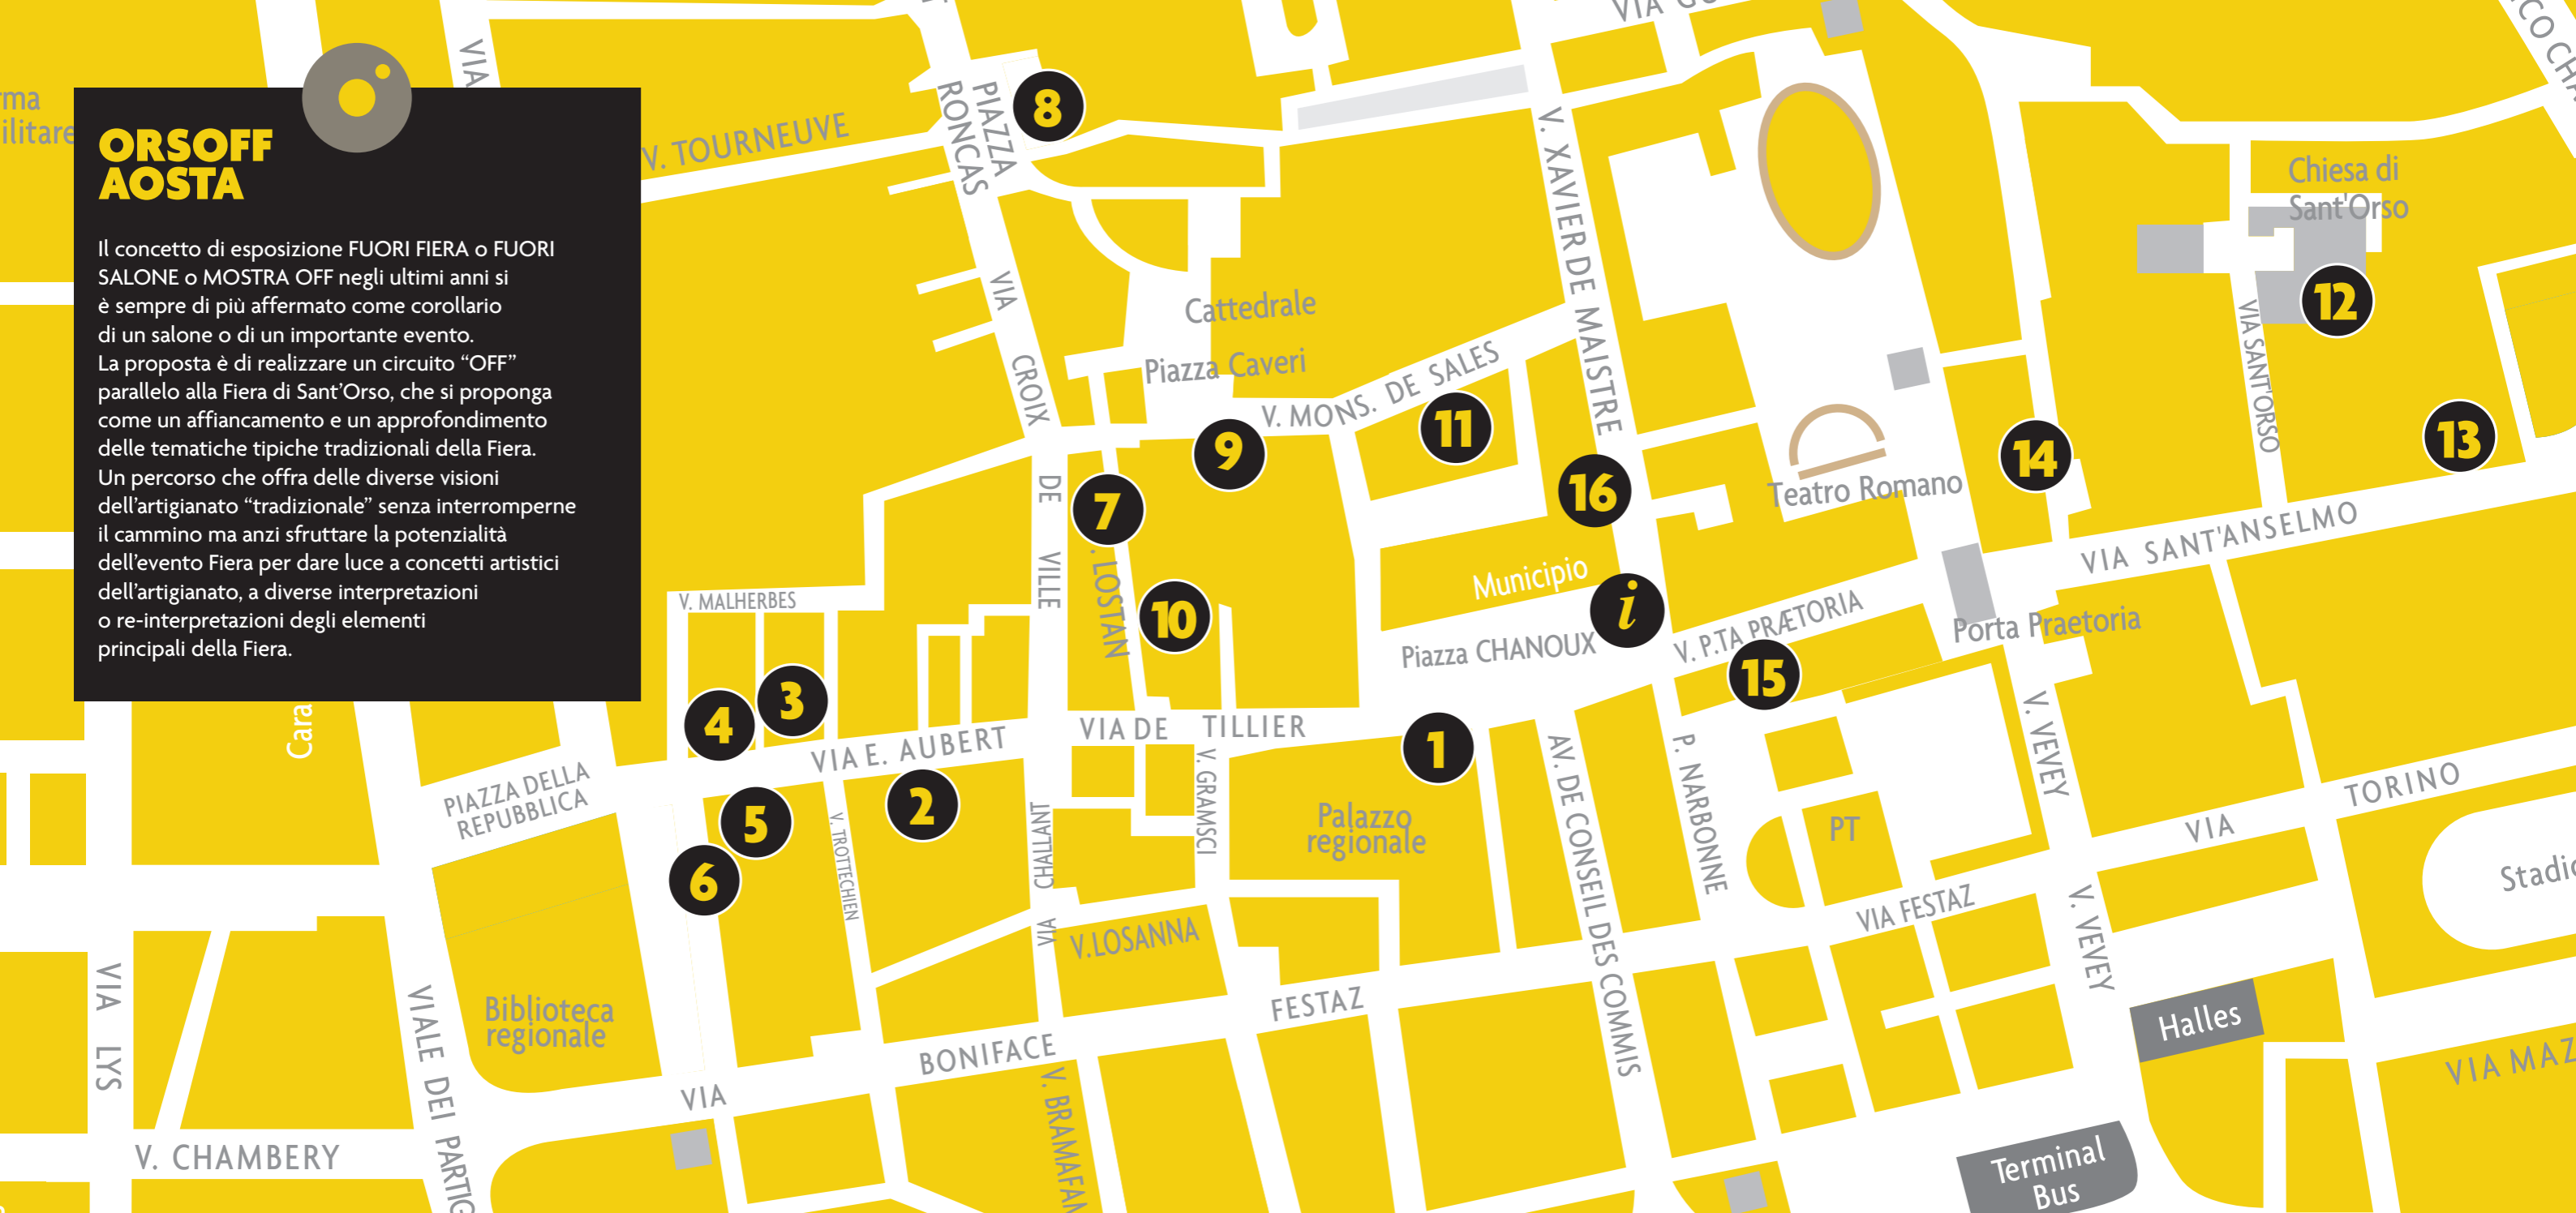 ORSOFF
AOSTA
Il concetto di esposizione FUORI FIERA o FUORI
SALONE o MOSTRA OFF negli ultimi anni si
è sempre di più affermato come corollario
di un salone o di un importante evento.
La proposta è di realizzare un circuito “OFF”
parallelo alla Fiera di Sant’Orso, che si proponga
come un affiancamento e un approfondimento
delle tematiche tipiche tradizionali della Fiera.
Un percorso che offra delle diverse visioni
dell’artigianato “tradizionale” senza interromperne
il cammino ma anzi sfruttare la potenzialità
dell’evento Fiera per dare luce a concetti artistici
dell’artigianato, a diverse interpretazioni
o re-interpretazioni degli elementi
principali della Fiera.
VIA
V. TOURNEUVE
PIAZZA
RONCAS
8
V. XAVIER DE MAISTRE
Chiesa di
Sant'Orso
12
VIA SANT'ORSO
13
Cattedrale
Piazza Caveri
VIA CROIX DE VILLE
V. MONS. DE SALES
11
9
7
16
14
Teatro Romano
VIA SANT'ANSELMO
. LOSTAN
10
Municipio
i
Piazza CHANOUX
V. P.TA PRÆTORIA
15
Porta Praetoria
V. MALHERBES
4
3
VIA E. AUBERT
VIA DE TILLIER
1
2
5
6
PIAZZA DELLA
REPUBBLICA
V. TROTTECHIEN
VIA CHALLANT
V. GRAMSCI
Palazzo
regionale
AV. DE CONSEIL DES COMMIS
P. NARBONNE
PT
V. VEVEY
VIA TORINO
V. LOSANNA
VIA FESTAZ
V. VEVEY
VIA LYS
VIALE DEI PARTIG
Biblioteca
regionale
VIA BONIFACE FESTAZ
V. BRAMAFAN
V. CHAMBERY
Halles
VIA MAZ
Terminal
Bus